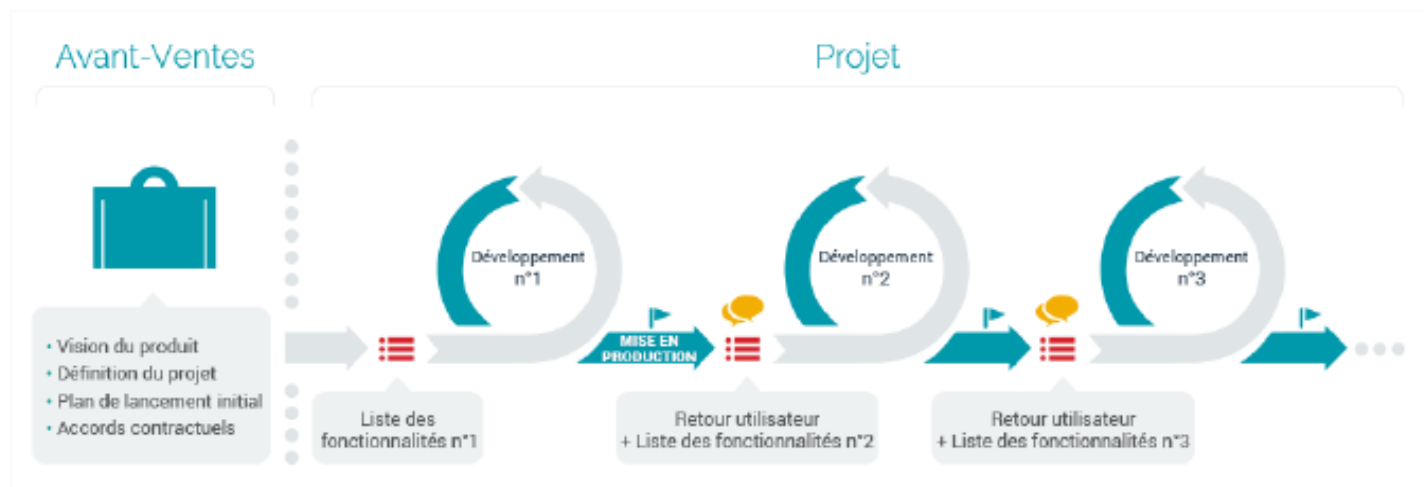 Avant-Ventes
Projet
• Vision du produit
• Définition du projet
• Plan de lancement initial
• Accords contractuels
Liste des
fonctionnalités n°1
Développement
n°1
MISE EN
PRODUCTION
Retour utilisateur
+ Liste des fonctionnalités n°2
Développement
n°2
Retour utilisateur
+ Liste des fonctionnalités n°3
Développement
n°3